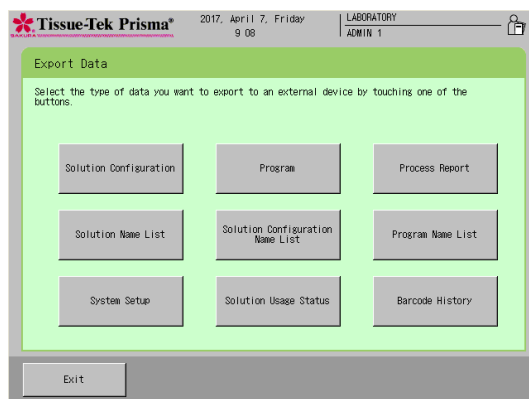 Tissue-Tek Prisma®
SAKURA
2017, April 7, Friday
9 08
LABORATORY
ADMIN 1
Export Data
Select the type of data you want to export to an external device by touching one of the
buttons.
Solution Configuration
Program
Process Report
Solution Name List
Solution Configuration
Name List
Program Name List
System Setup
Solution Usage Status
Barcode History
Exit